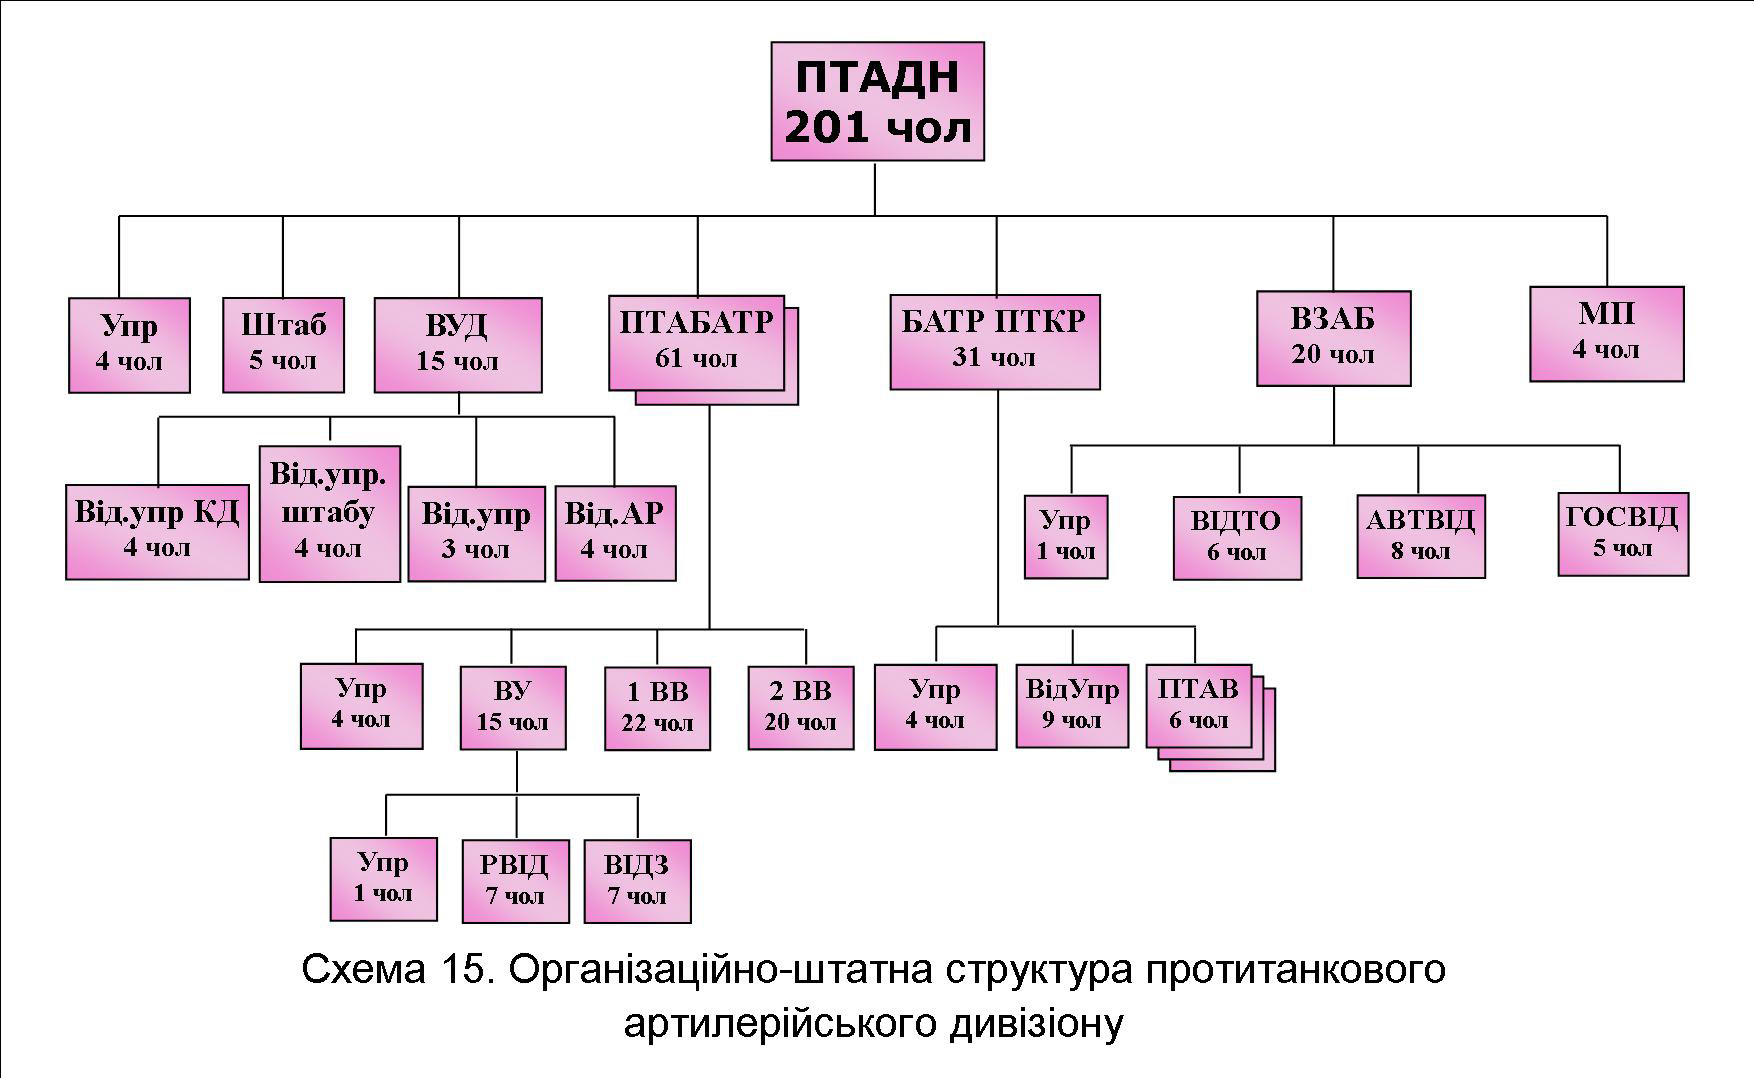 ПТАДН
201 чол
Упр
4 чол
Штаб
5 чол
ВУД
15 чол
ПТАБАТР
61 чол
БАТР ПТКР
31 чол
ВЗАБ
20 чол
МП
4 чол
Від.упр КД
4 чол
Від.упр.
штабу
4 чол
Від.упр
3 чол
Від.АР
4 чол
Упр
1 чол
ВІДТО
6 чол
АВТВІД
8 чол
ГОСВІД
5 чол
Упр
4 чол
ВУ
15 чол
1 ВВ
22 чол
2 ВВ
20 чол
Упр
4 чол
ВідУпр
9 чол
ПТАВ
6 чол
Упр
1 чол
РВІД
7 чол
ВІДЗ
7 чол
Схема 15. Організаційно-штатна структура протитанкового
артилерійського дивізіону